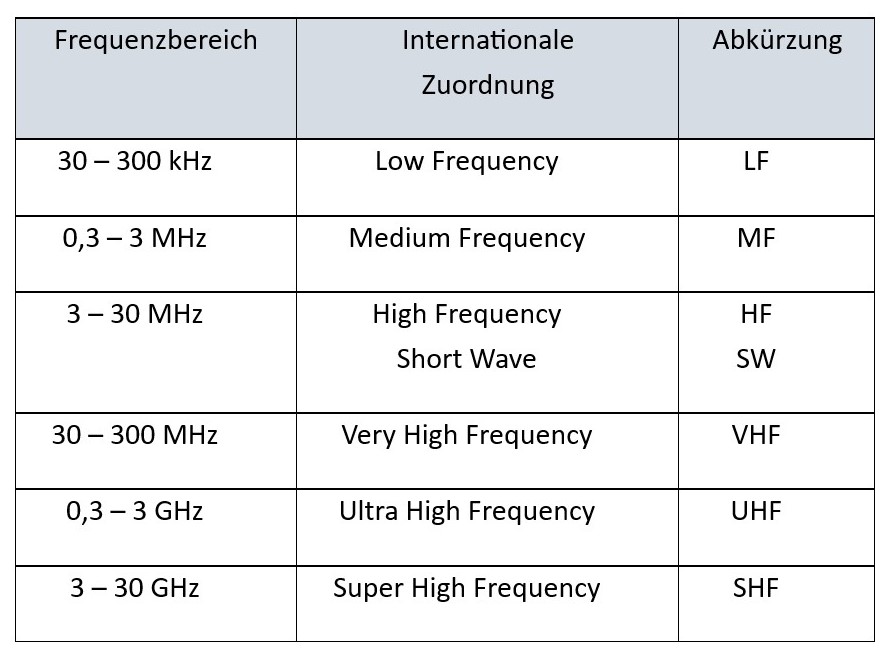 Frequenzbereich Internationale Zuordnung Abkürzung
30 – 300 kHz Low Frequency LF
0,3 – 3 MHz Medium Frequency MF
3 – 30 MHz High Frequency HF
Short Wave SW
30 – 300 MHz Very High Frequency VHF
0,3 – 3 GHz Ultra High Frequency UHF
3 – 30 GHz Super High Frequency SHF